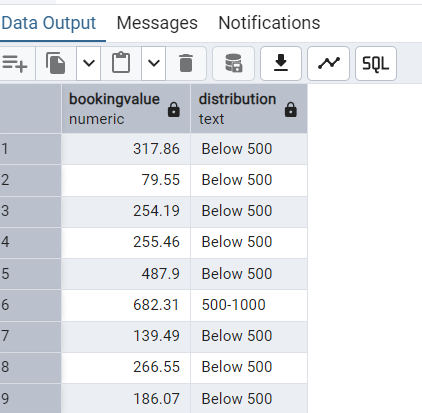 Data Output Messages Notifications
SQL
bookingvalue distribution
numeric text
1 317.86 Below 500
2 79.55 Below 500
3 254.19 Below 500
4 255.46 Below 500
5 487.9 Below 500
6 682.31 500-1000
7 139.49 Below 500
8 266.55 Below 500
9 186.07 Below 500